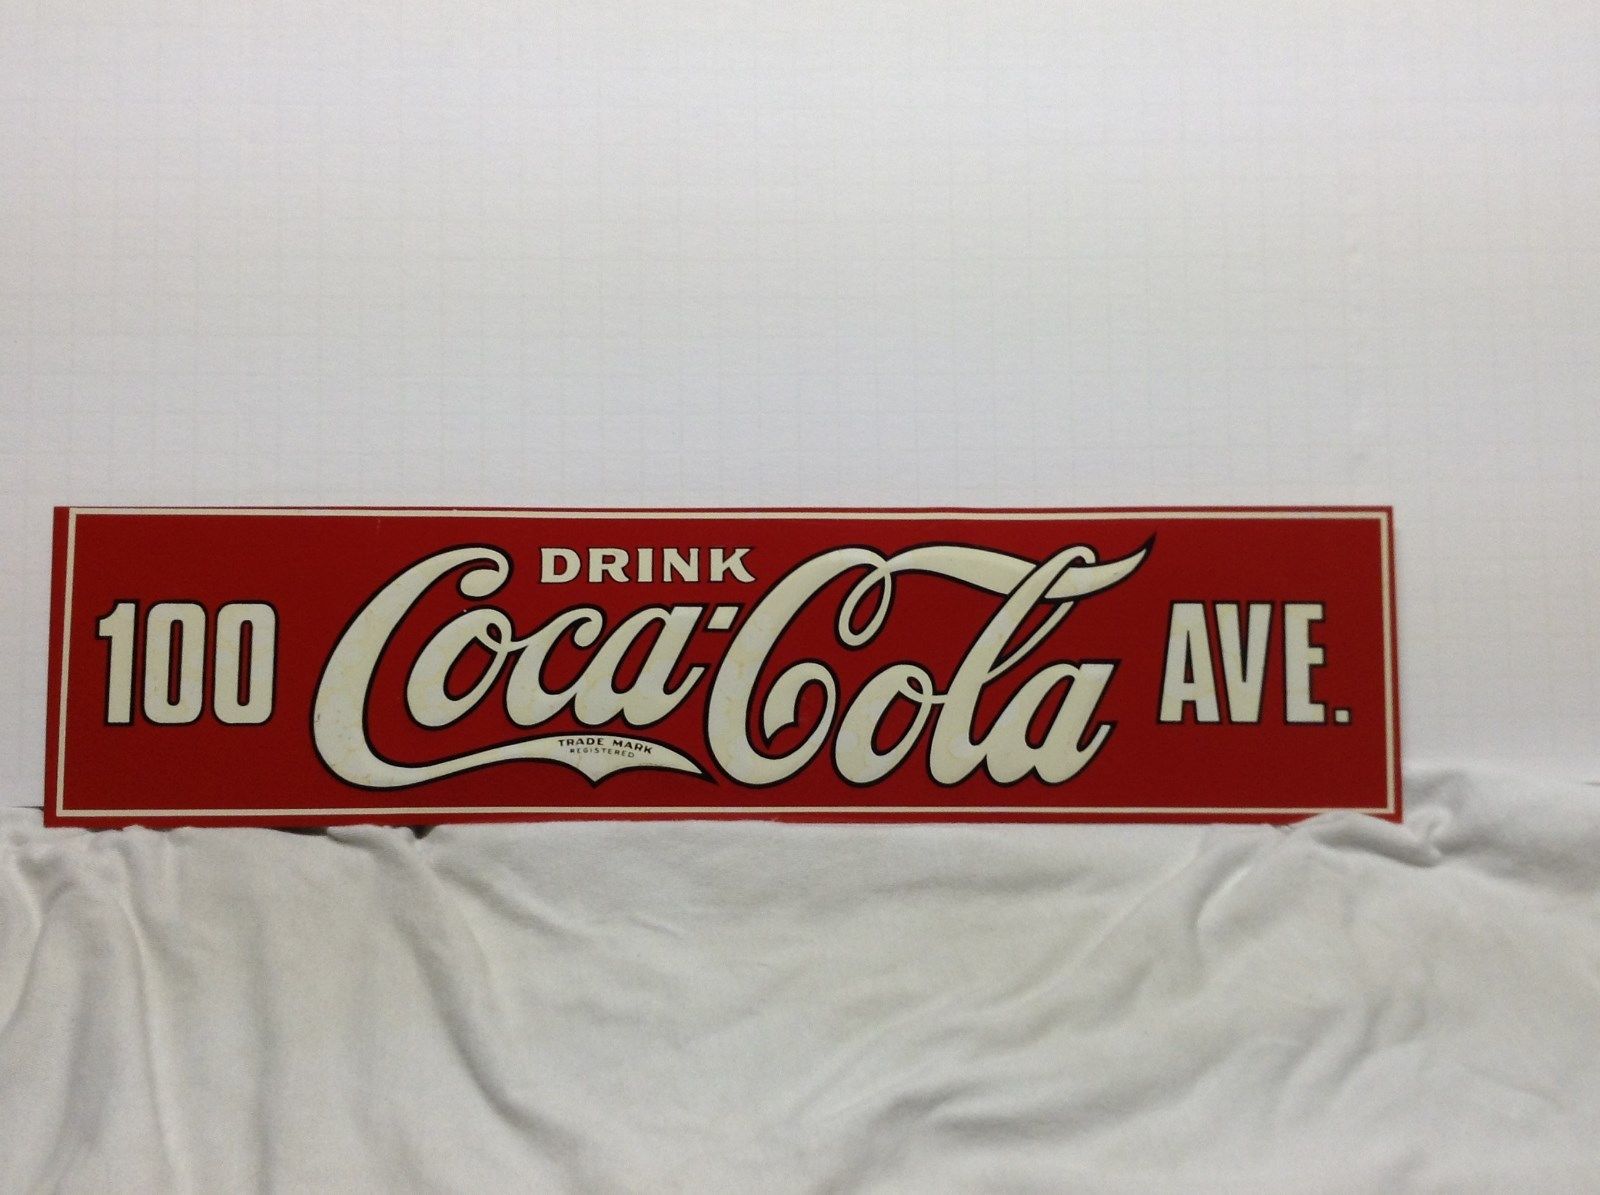 DRINK
100 Coca-Cola AVE.
TRADE MARK
REGISTERED